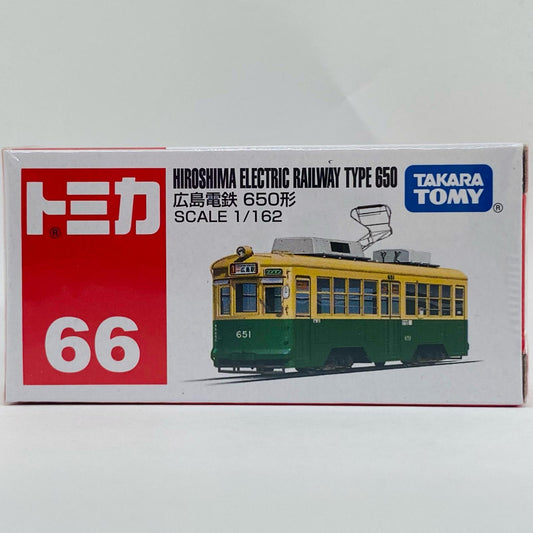 トミカ
®
66
HIROSHIMA ELECTRIC RAILWAY TYPE 650
広島電鉄 650形
SCALE 1/162
TAKARA
TOMY
®
651
651